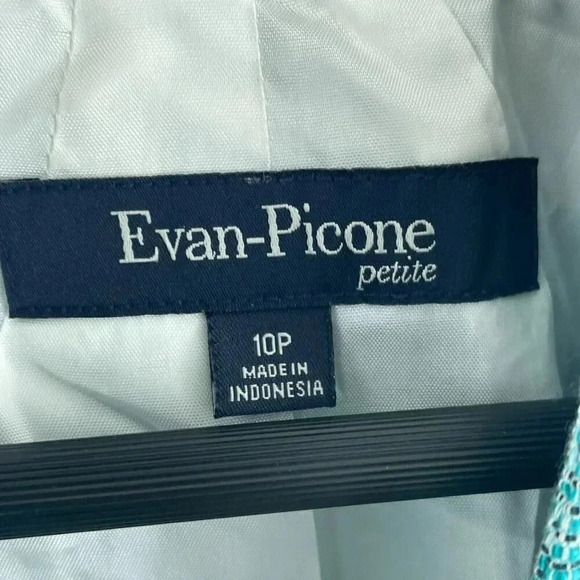 Evan-Picone
petite
10P
MADE IN
INDONESIA